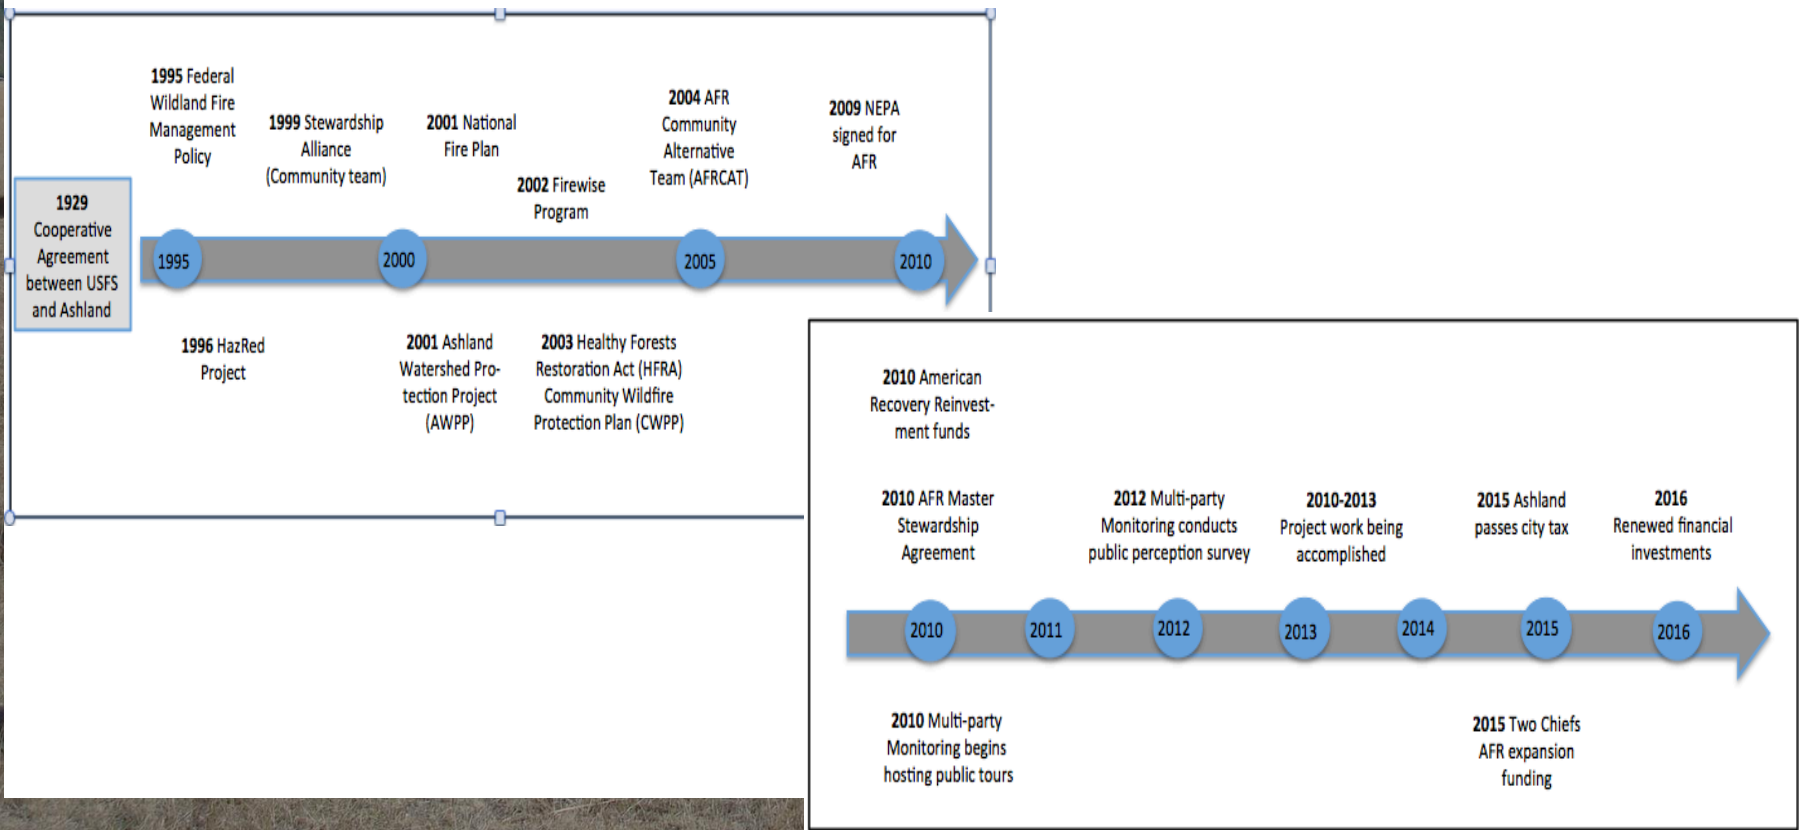 1995 Federal
Wildland Fire
Management
Policy
1999 Stewardship
Alliance
(Community team)
2001 National
Fire Plan
2002 Firewise
Program
2004 AFR
Community
Alternative
Team (AFRCAT)
2009 NEPA
signed for
AFR
1929
Cooperative
Agreement
between USFS
and Ashland
1995
2000
2005
2010
1996 HazRed
Project
2001 Ashland
Watershed Pro-
tection Project
(AWPP)
2003 Healthy Forests
Restoration Act (HFRA)
Community Wildfire
Protection Plan (CWPP)
2010 American
Recovery Reinvest-
ment funds
2010 AFR Master
Stewardship
Agreement
2012 Multi-party
Monitoring conducts
public perception survey
2010-2013
Project work being
accomplished
2015 Ashland
passes city tax
2016
Renewed financial
investments
2010
2011
2012
2013
2014
2015
2016
2010 Multi-party
Monitoring begins
hosting public tours
2015 Two Chiefs
AFR expansion
funding